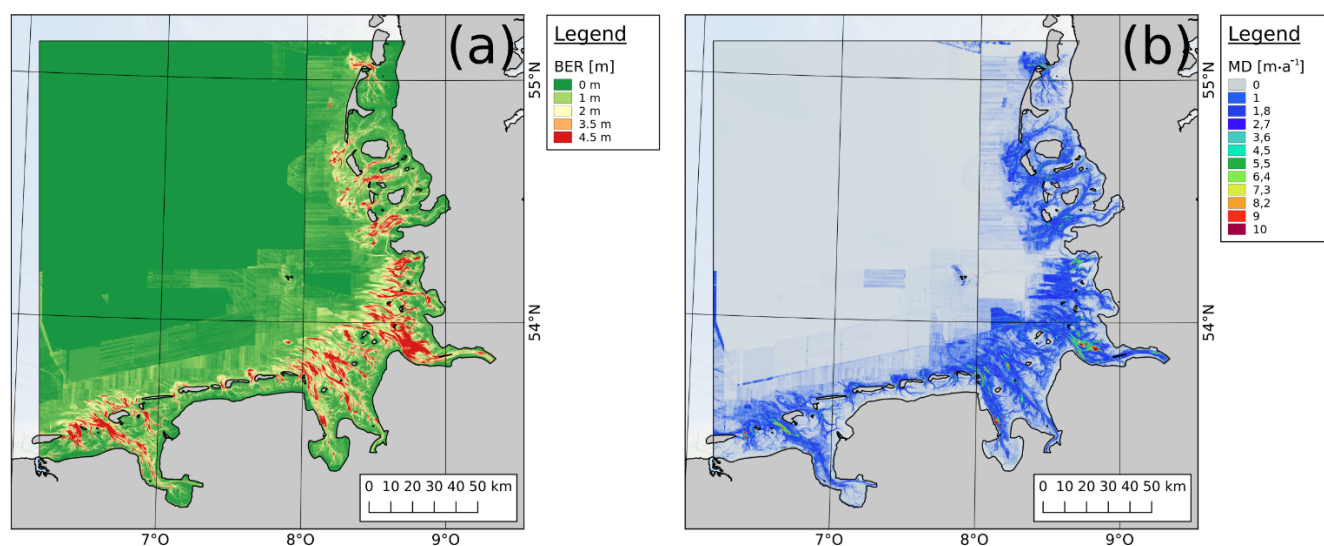 (a)
Legend
BER [m]
0 m
1 m
2 m
3.5 m
4.5 m
55°N
54°N
0 10 20 30 40 50 km
7°O 8°O 9°O
(b)
Legend
MD [m·a⁻¹]
0
1
1,8
2,7
3,6
4,5
5,5
6,4
7,3
8,2
9
10
55°N
54°N
0 10 20 30 40 50 km
7°O 8°O 9°O